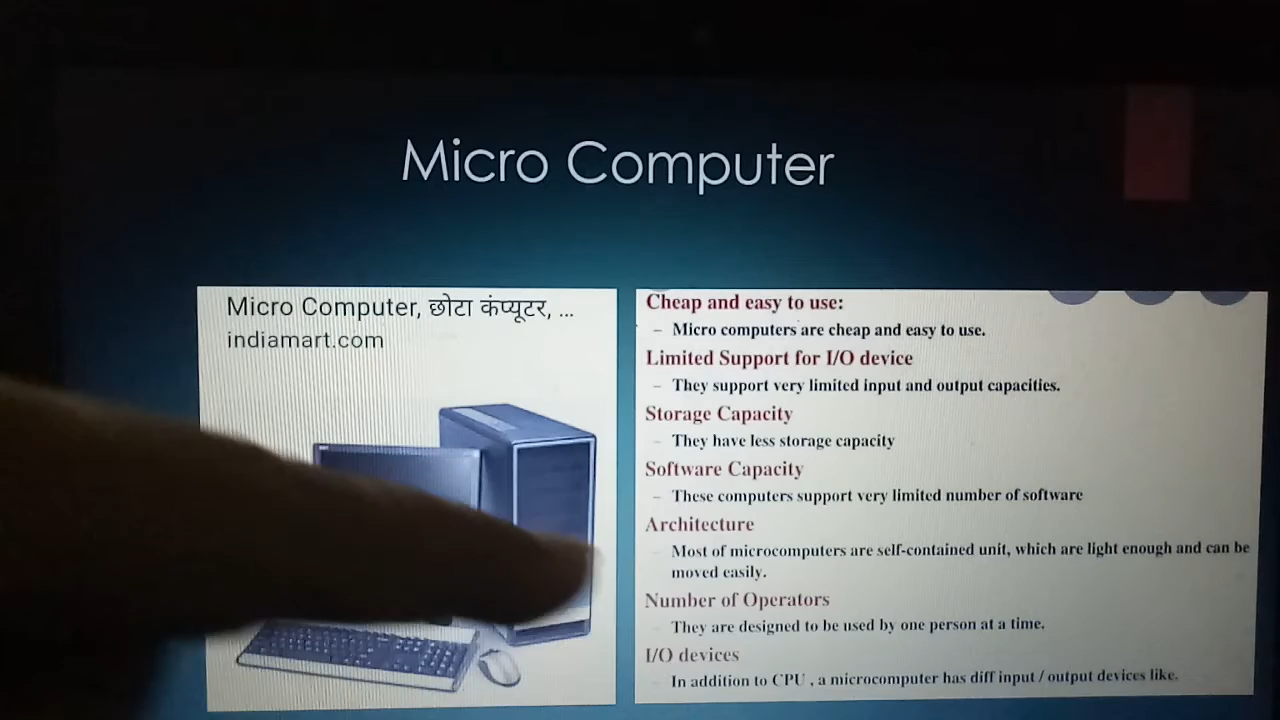 Micro Computer
Micro Computer, छोटा कंप्यूटर, ...
indiamart.com
Cheap and easy to use:
– Micro computers are cheap and easy to use.
Limited Support for I/O device
– They support very limited input and output capacities.
Storage Capacity
– They have less storage capacity
Software Capacity
– These computers support very limited number of software
Architecture
– Most of microcomputers are self-contained unit, which are light enough and can be
moved easily.
Number of Operators
– They are designed to be used by one person at a time.
I/O devices
– In addition to CPU , a microcomputer has diff input / output devices like.